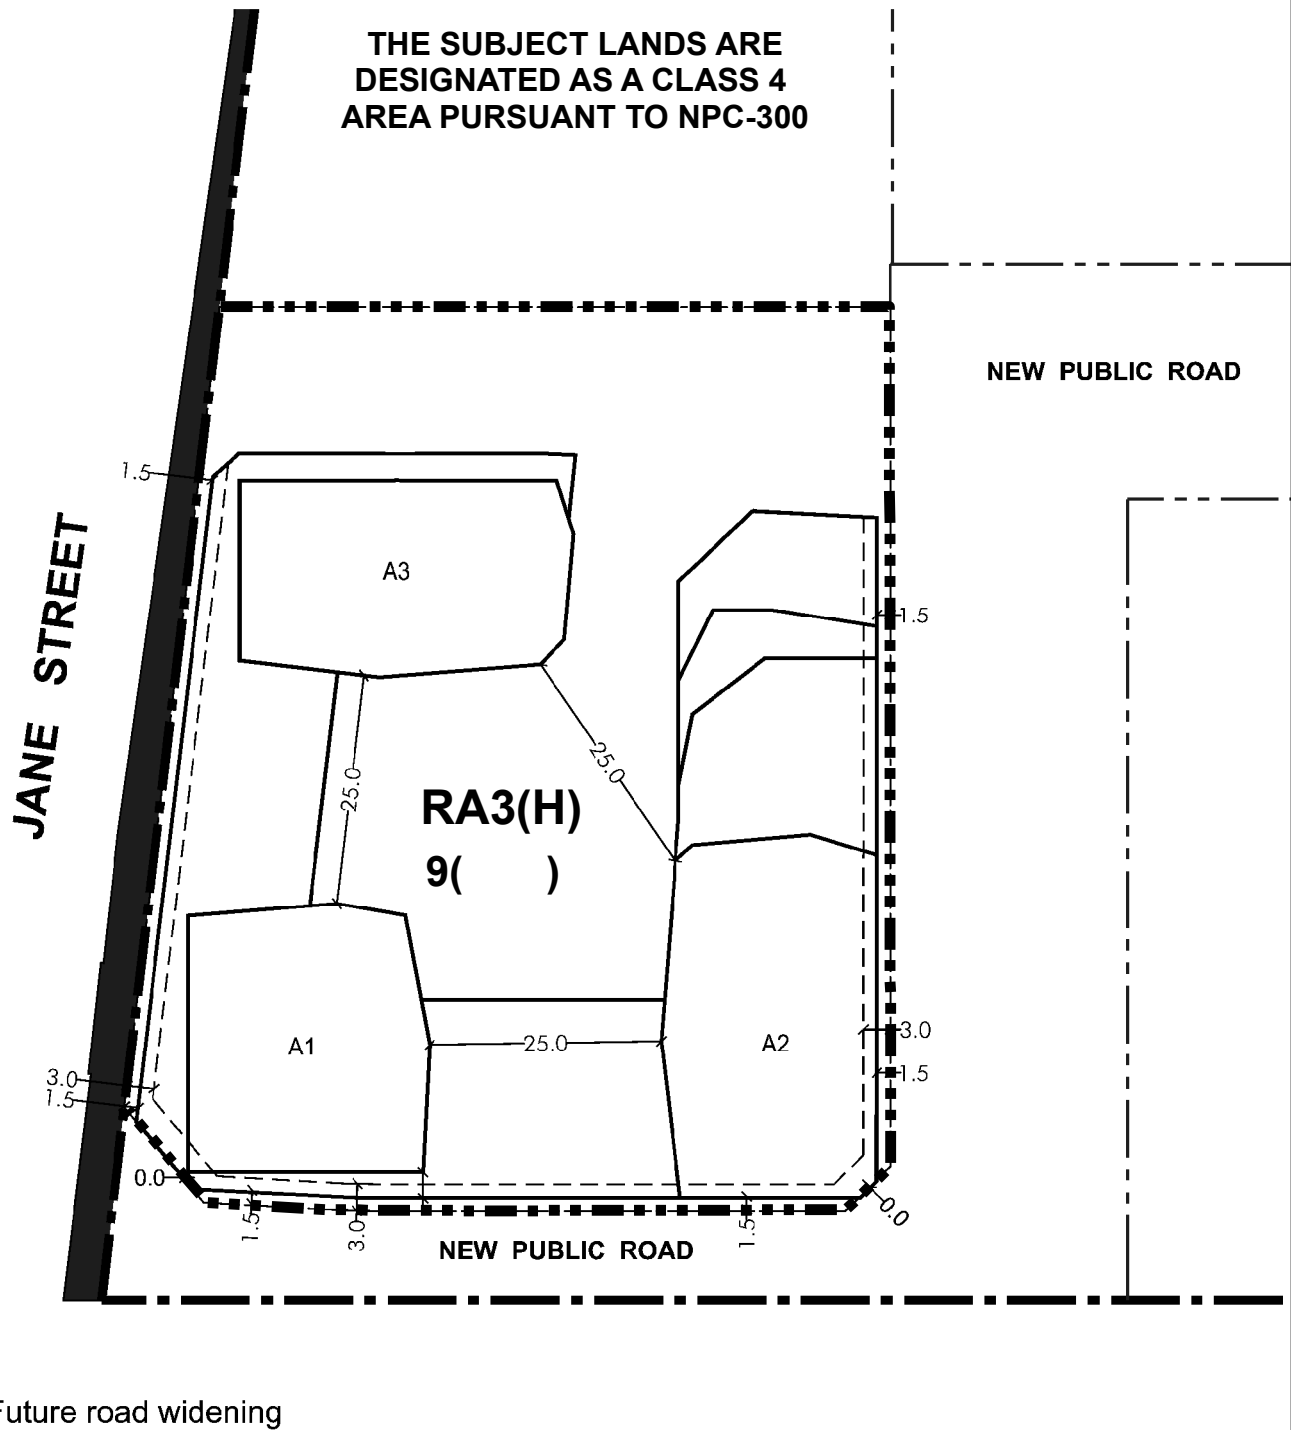 THE SUBJECT LANDS ARE
DESIGNATED AS A CLASS 4
AREA PURSUANT TO NPC-300
NEW PUBLIC ROAD
1.5
JANE STREET
A3
1.5
25.0
25.0
RA3(H)
9( )
A1
25.0
A2
3.0
1.5
3.0
1.5
0.0
0.0
1.5
3.0
1.5
NEW PUBLIC ROAD
Future road widening